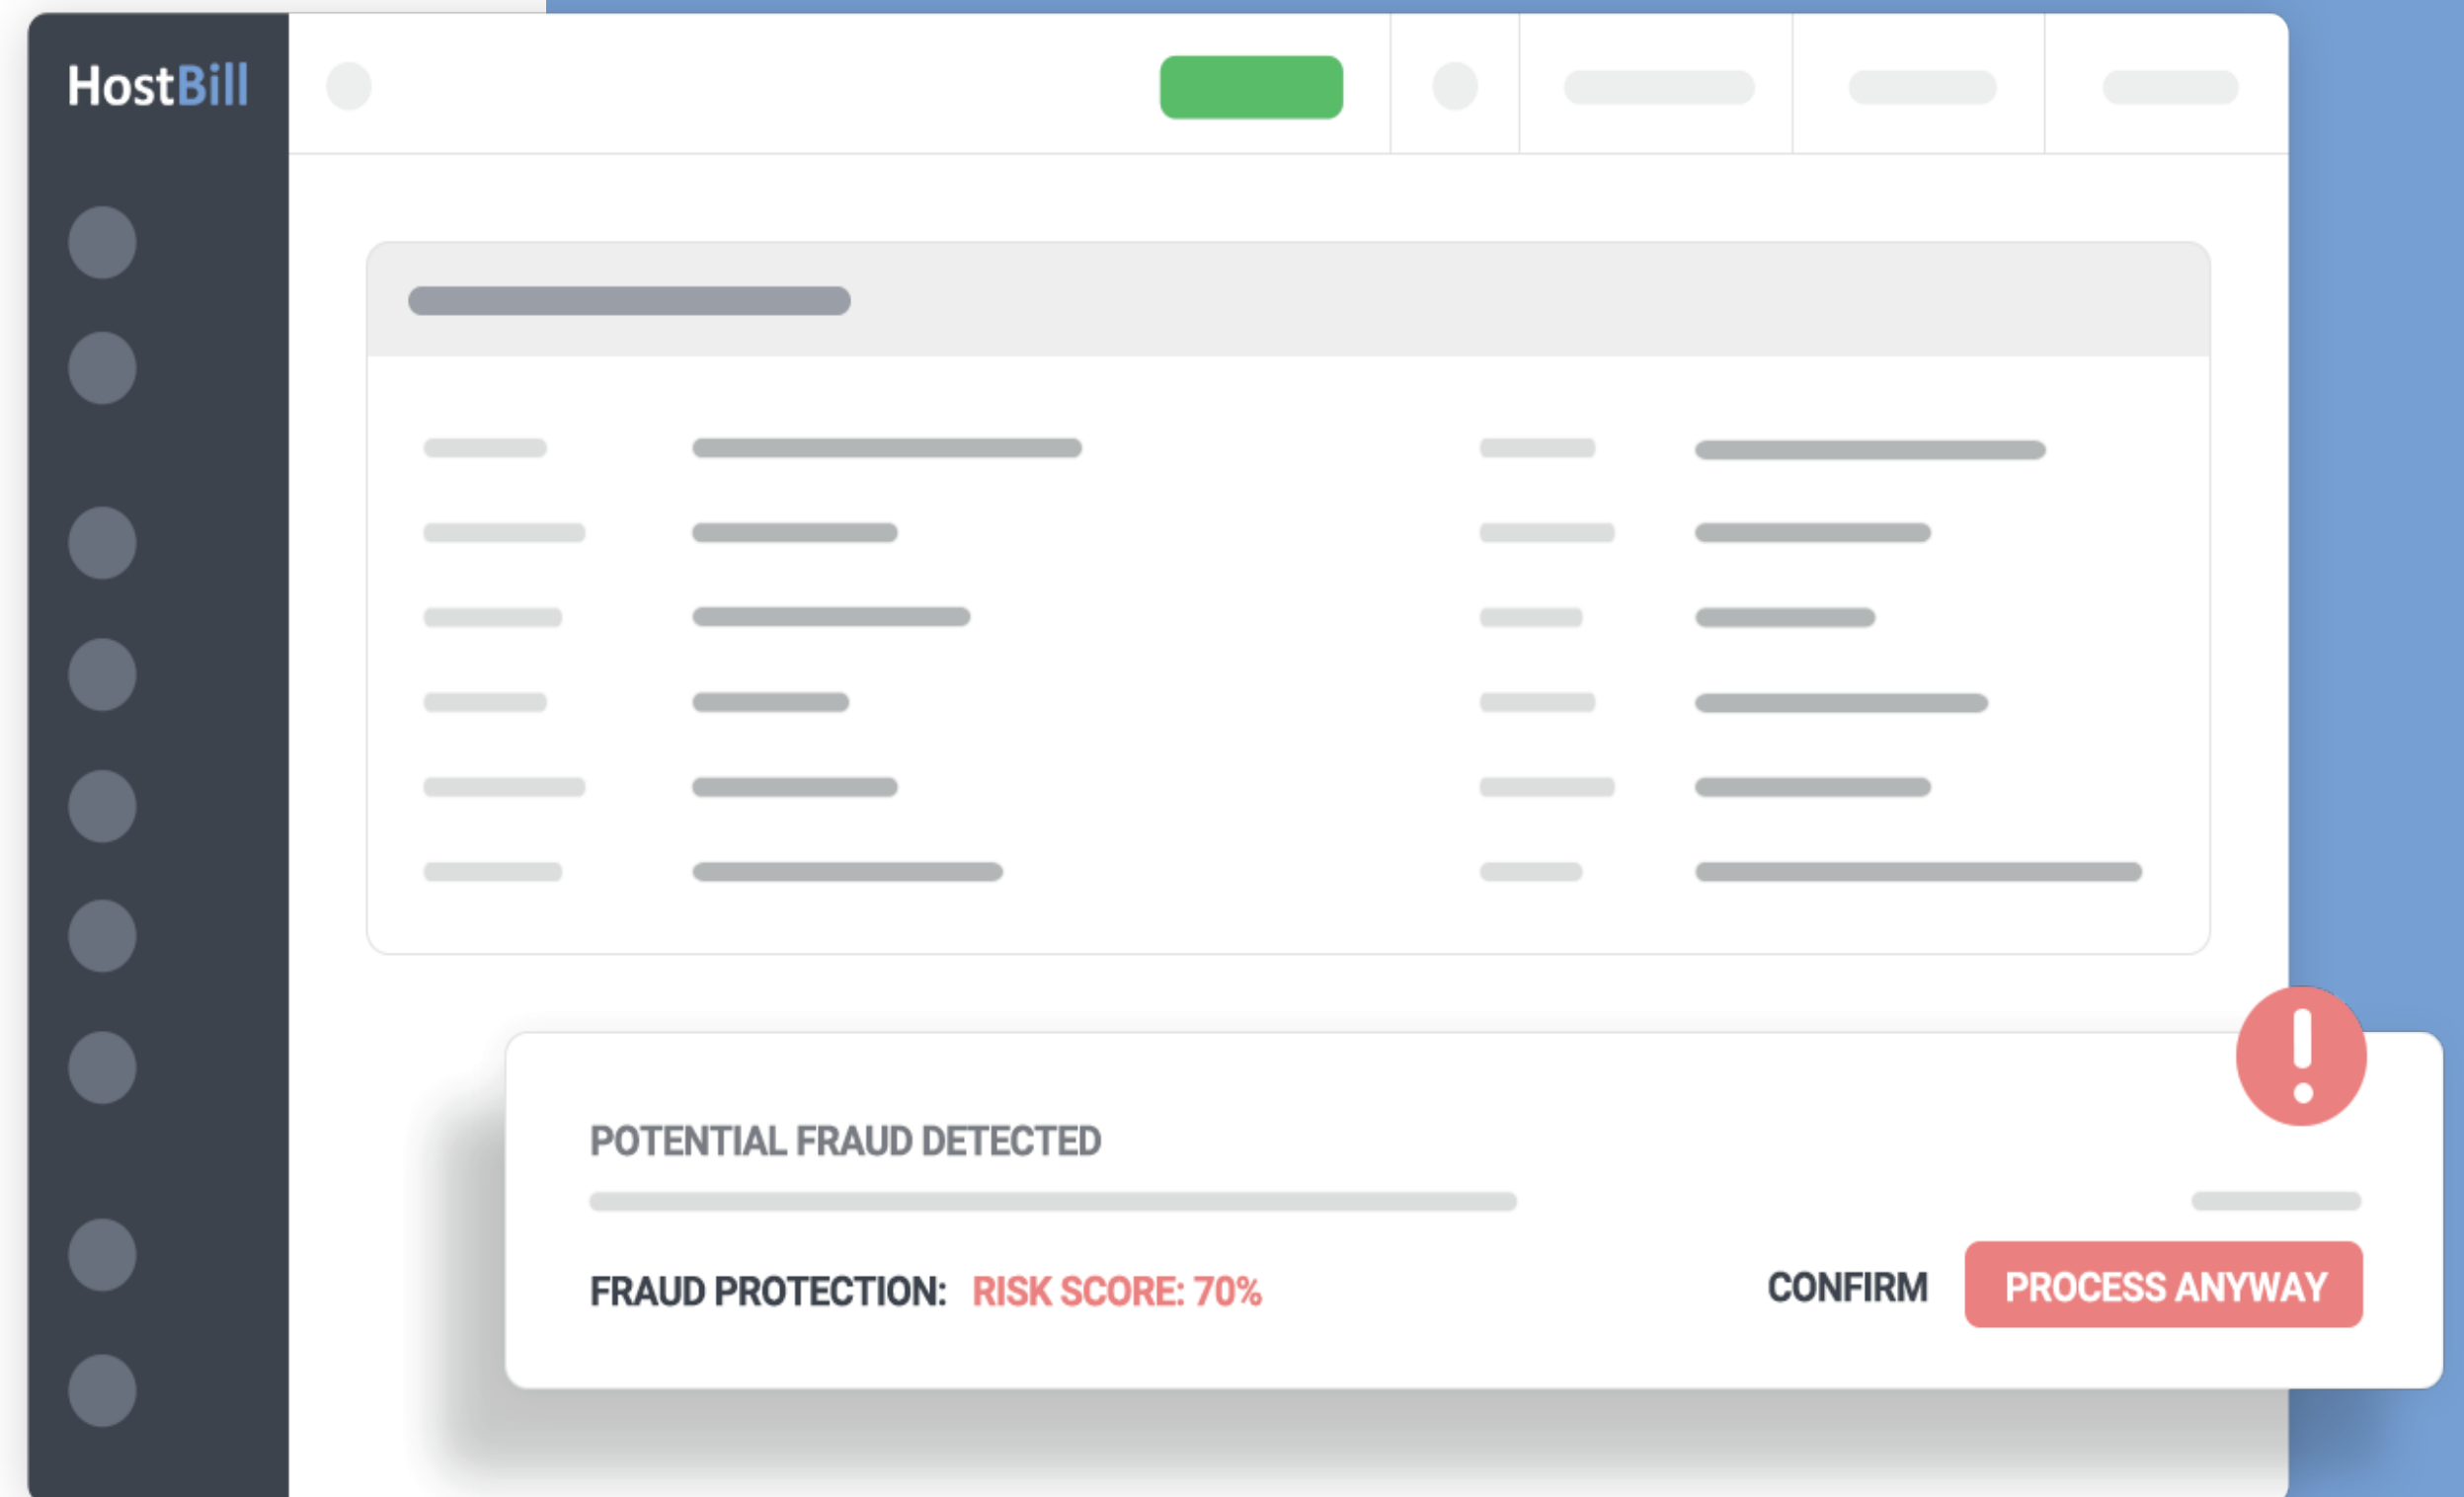 HostBill
POTENTIAL FRAUD DETECTED
FRAUD PROTECTION: RISK SCORE: 70%
CONFIRM
PROCESS ANYWAY